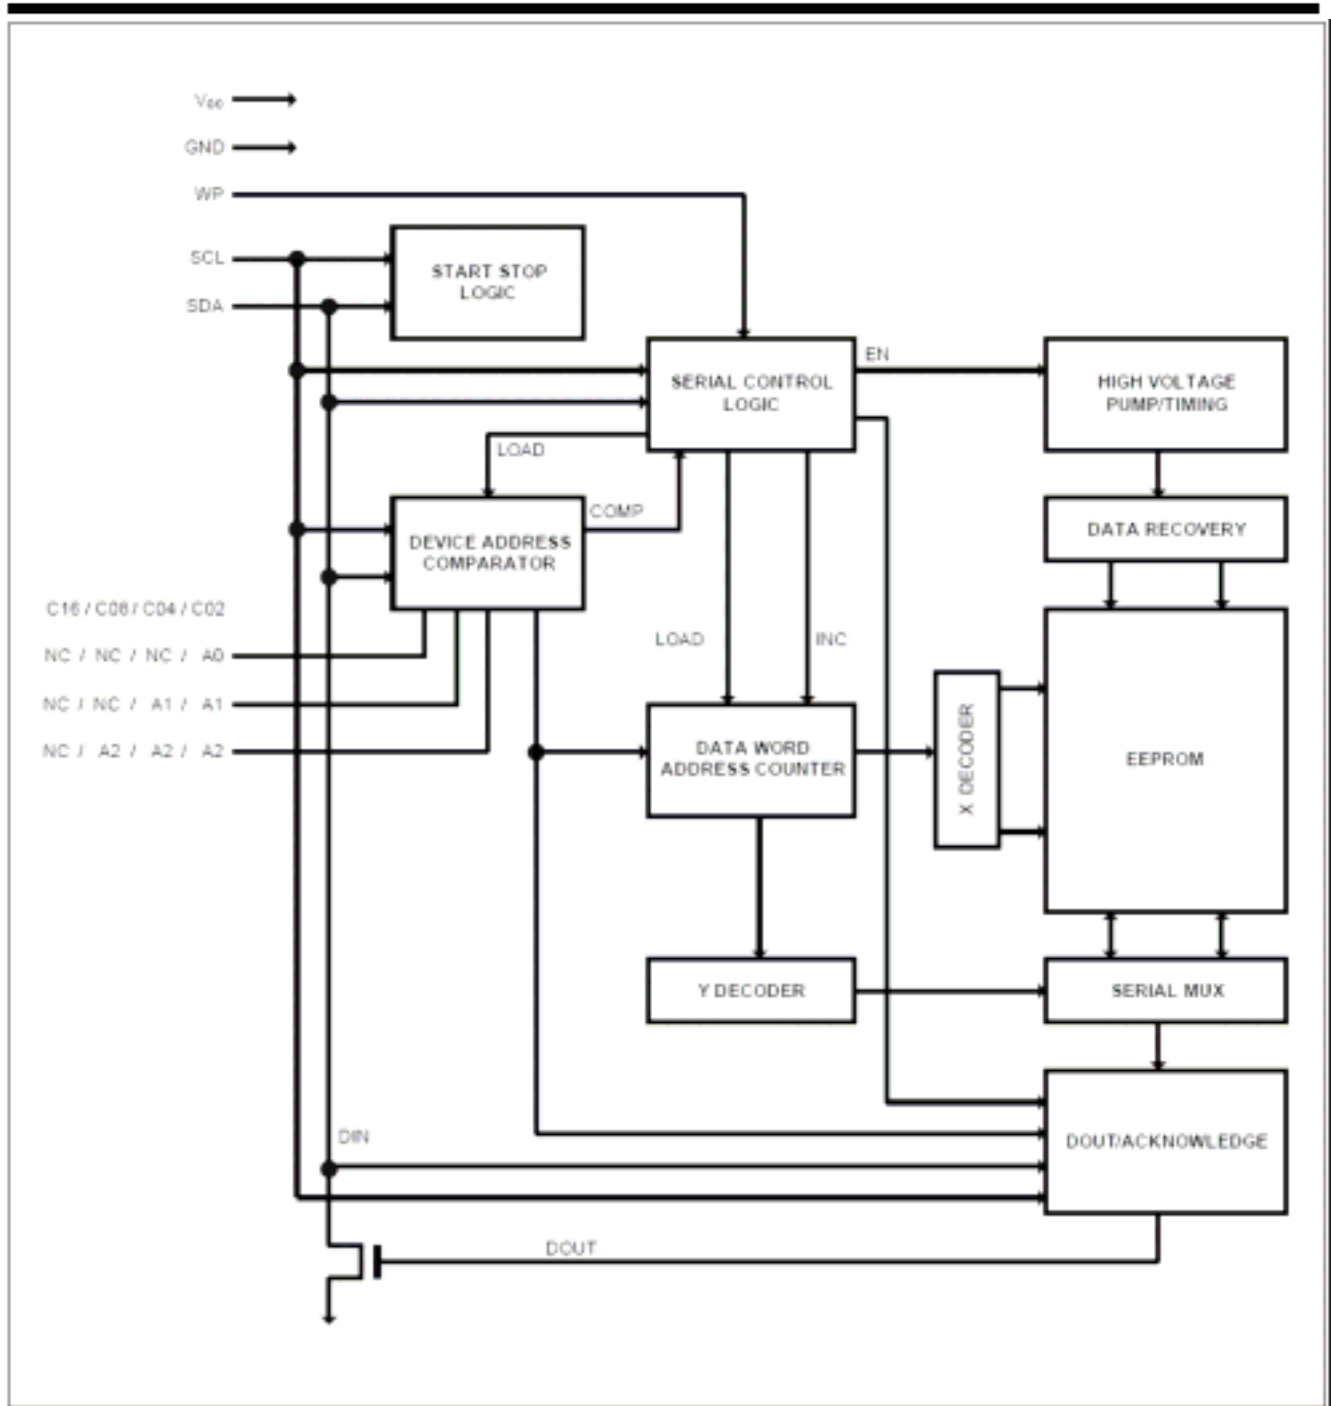 GND
WP
SCL
SDA
START STOP
LOGIC
EN
SERIAL CONTROL
LOGIC
HIGH VOLTAGE
PUMP/TIMING
LOAD
COMP
DATA RECOVERY
DEVICE ADDRESS
COMPARATOR
C16 / C08 / C04 / C02
NC / NC / NC / A0
NC / NC / A1 / A1
NC / A2 / A2 / A2
LOAD
INC
DATA WORD
ADDRESS COUNTER
X DECODER
EEPROM
Y DECODER
SERIAL MUX
DIN
DOUT/ACKNOWLEDGE
DOUT